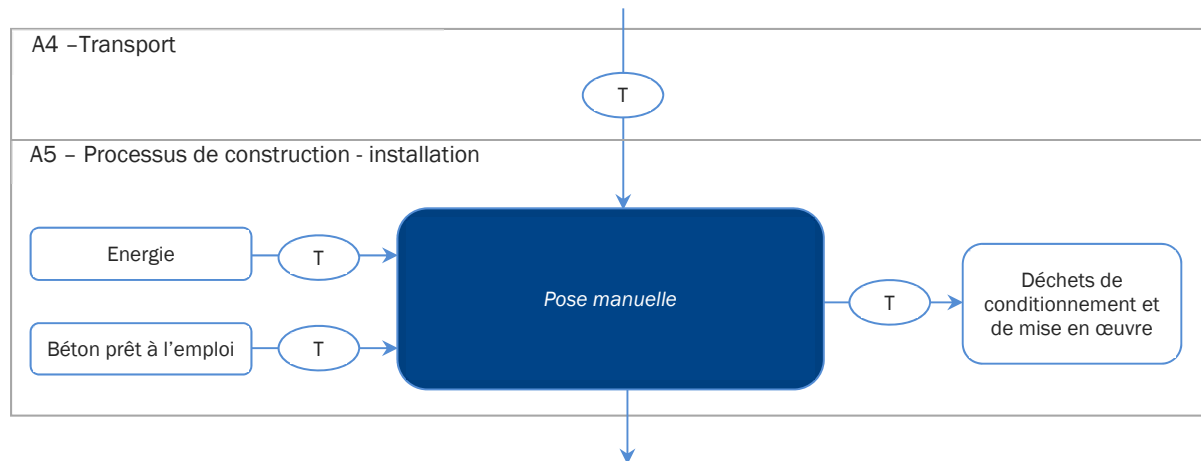 A4 –Transport
T
A5 – Processus de construction - installation
Energie
T
Béton prêt à l’emploi
T
Pose manuelle
T
Déchets de
conditionnement et
de mise en œuvre